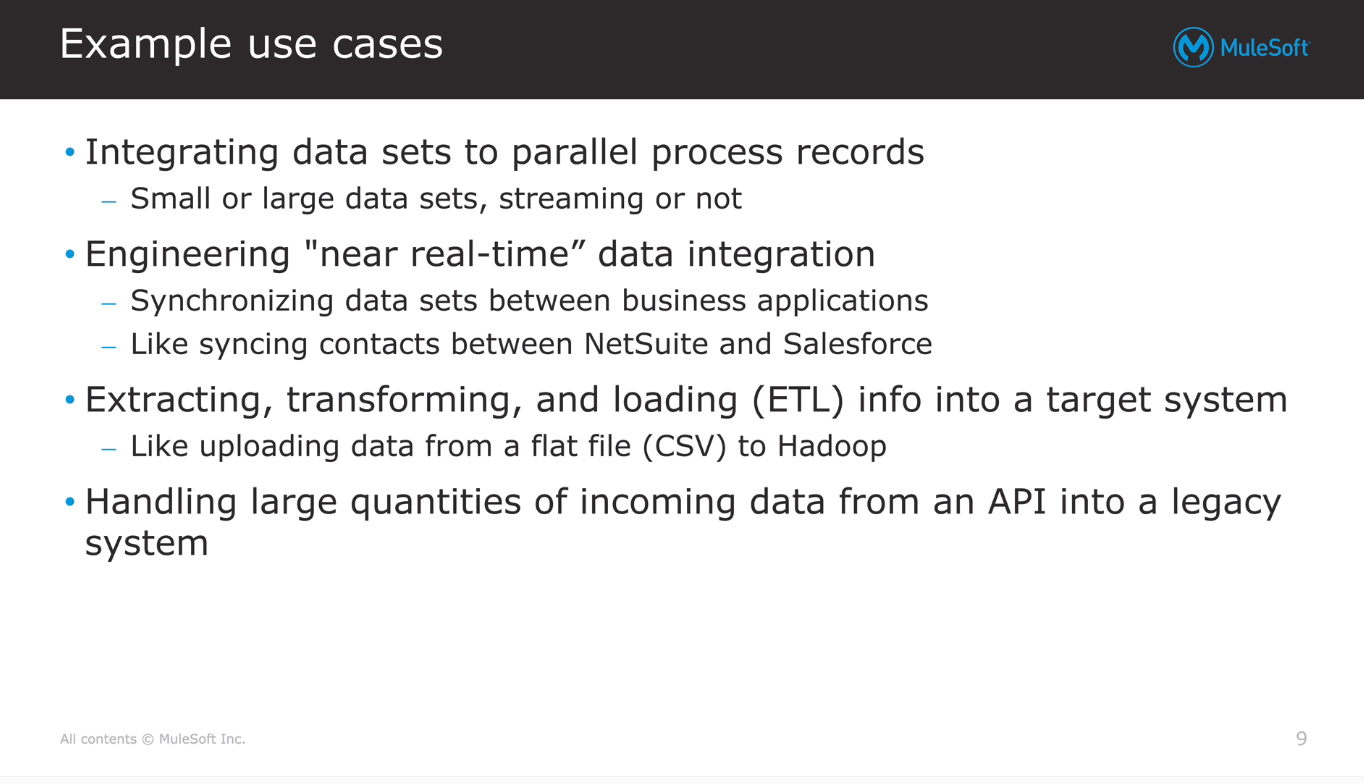 Example use cases
MuleSoft
• Integrating data sets to parallel process records
– Small or large data sets, streaming or not
• Engineering "near real-time” data integration
– Synchronizing data sets between business applications
– Like syncing contacts between NetSuite and Salesforce
• Extracting, transforming, and loading (ETL) info into a target system
– Like uploading data from a flat file (CSV) to Hadoop
• Handling large quantities of incoming data from an API into a legacy
system
All contents © MuleSoft Inc.
9